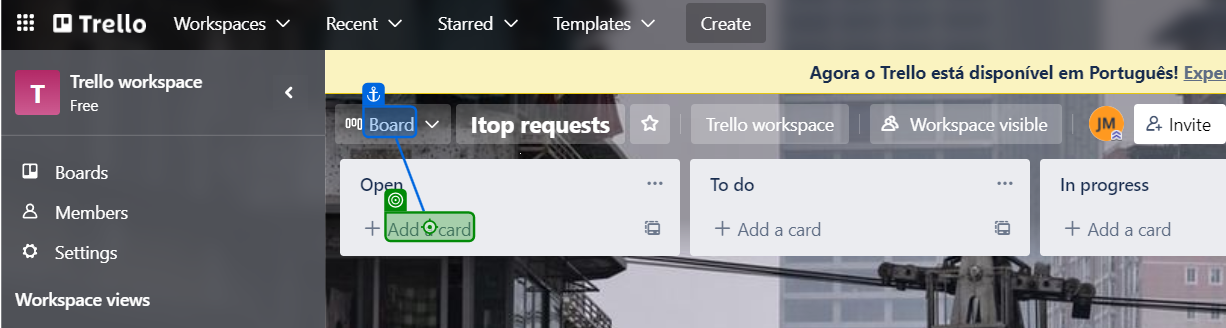 Trello Workspaces Recent Starred Templates Create
T Trello workspace
Free
Agora o Trello está disponível em Português!
Board Itop requests Trello workspace Workspace visible JM Invite
Open To do In progress
Add a card Add a card Add a card
Boards
Members
Settings
Workspace views